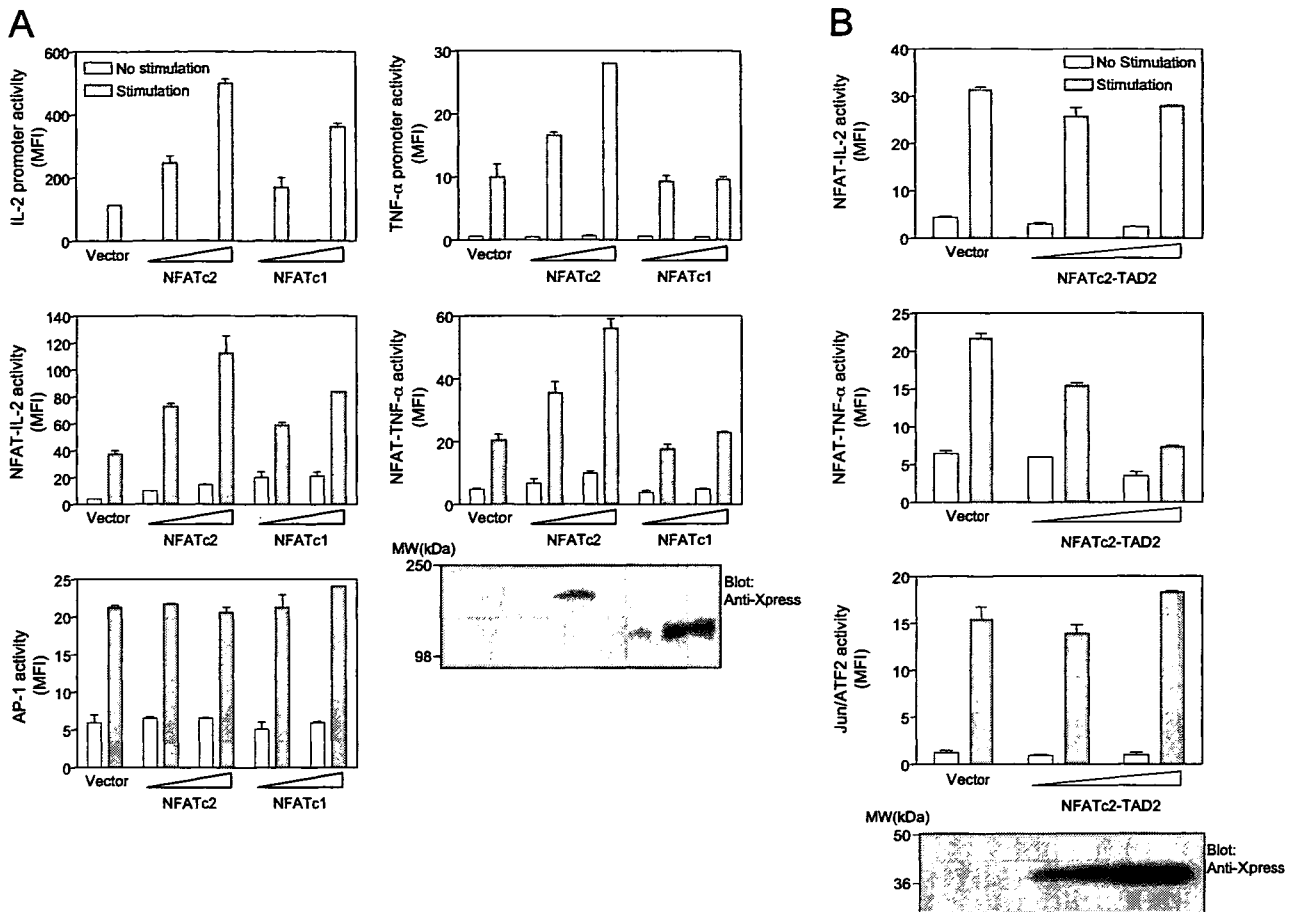 A
IL-2 promoter activity
(MFI)
600
400
200
0
No stimulation
Stimulation
Vector
NFATc2
NFATc1
TNF-α promoter activity
(MFI)
30
20
10
0
Vector
NFATc2
NFATc1
NFAT-IL-2 activity
(MFI)
140
120
100
80
60
40
20
0
Vector
NFATc2
NFATc1
NFAT-TNF-α activity
(MFI)
60
40
20
0
Vector
NFATc2
NFATc1
AP-1 activity
(MFI)
25
20
15
10
5
0
Vector
NFATc2
NFATc1
MW(kDa)
250
98
Blot:
Anti-Xpress
B
NFAT-IL-2 activity
(MFI)
40
30
20
10
0
No Stimulation
Stimulation
Vector
NFATc2-TAD2
NFAT-TNF-α activity
(MFI)
25
20
15
10
5
0
Vector
NFATc2-TAD2
Jun/ATF2 activity
(MFI)
20
15
10
5
0
Vector
NFATc2-TAD2
MW(kDa)
50
36
Blot:
Anti-Xpress